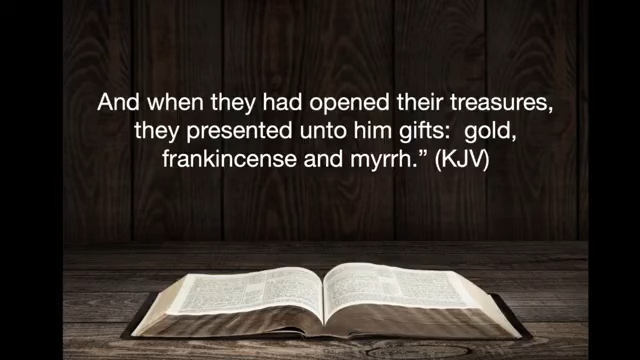 And when they had opened their treasures,
they presented unto him gifts:  gold,
frankincense and myrrh.” (KJV)